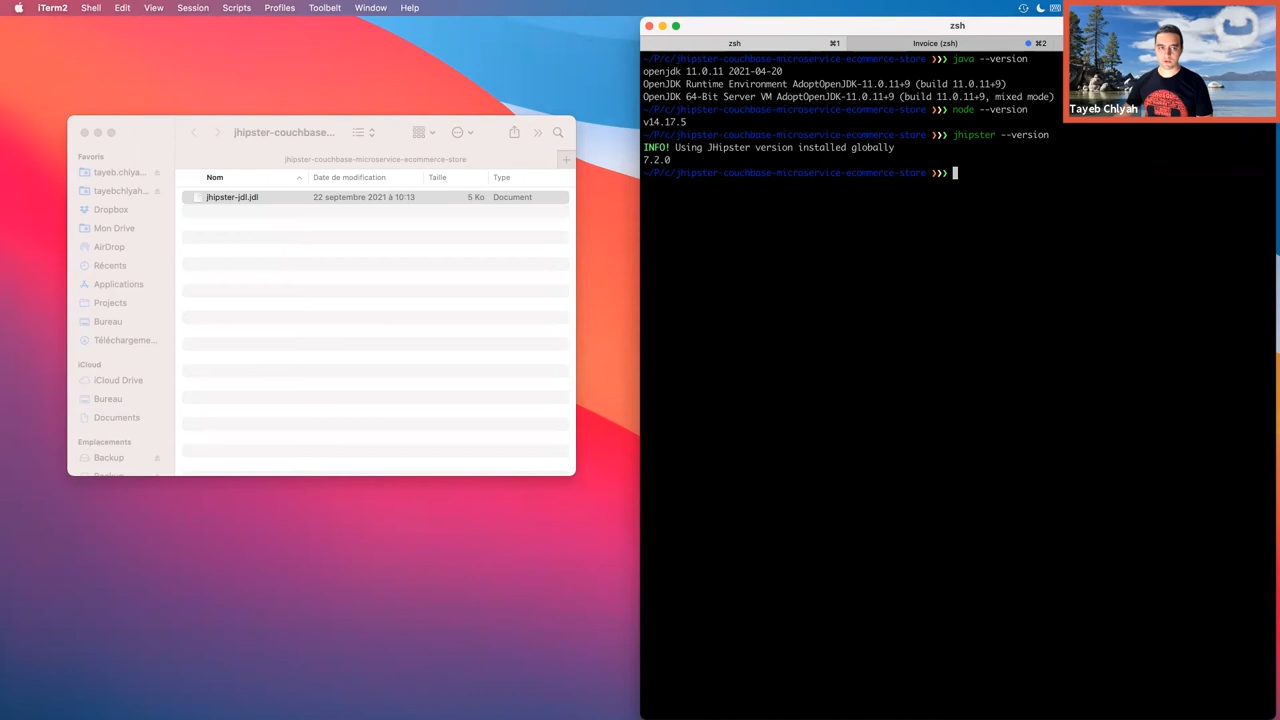 iTerm2 Shell Edit View Session Scripts Profiles Toolbelt Window Help
jhipster-couchbase...
jhipster-couchbase-microservice-ecommerce-store
Favoris
tayeb.chlya...
tayebchlyah...
Dropbox
Mon Drive
AirDrop
Récents
Applications
Projects
Bureau
Téléchargeme...
iCloud
iCloud Drive
Bureau
Documents
Emplacements
Backup
Nom Date de modification Taille Type
jhipster-jdl.jdl 22 septembre 2021 à 10:13 5 Ko Document
zsh
zsh ⌘1 Invoice (zsh) ⌘2
~/P/c/jhipster-couchbase-microservice-ecommerce-store ❯❯❯ java --version
openjdk 11.0.11 2021-04-20
OpenJDK Runtime Environment AdoptOpenJDK-11.0.11+9 (build 11.0.11+9)
OpenJDK 64-Bit Server VM AdoptOpenJDK-11.0.11+9 (build 11.0.11+9, mixed mode)
~/P/c/jhipster-couchbase-microservice-ecommerce-store ❯❯❯ node --version
v14.17.5
~/P/c/jhipster-couchbase-microservice-ecommerce-store ❯❯❯ jhipster --version
INFO! Using JHipster version installed globally
7.2.0
~/P/c/jhipster-couchbase-microservice-ecommerce-store ❯❯❯
Tayeb Chlyah